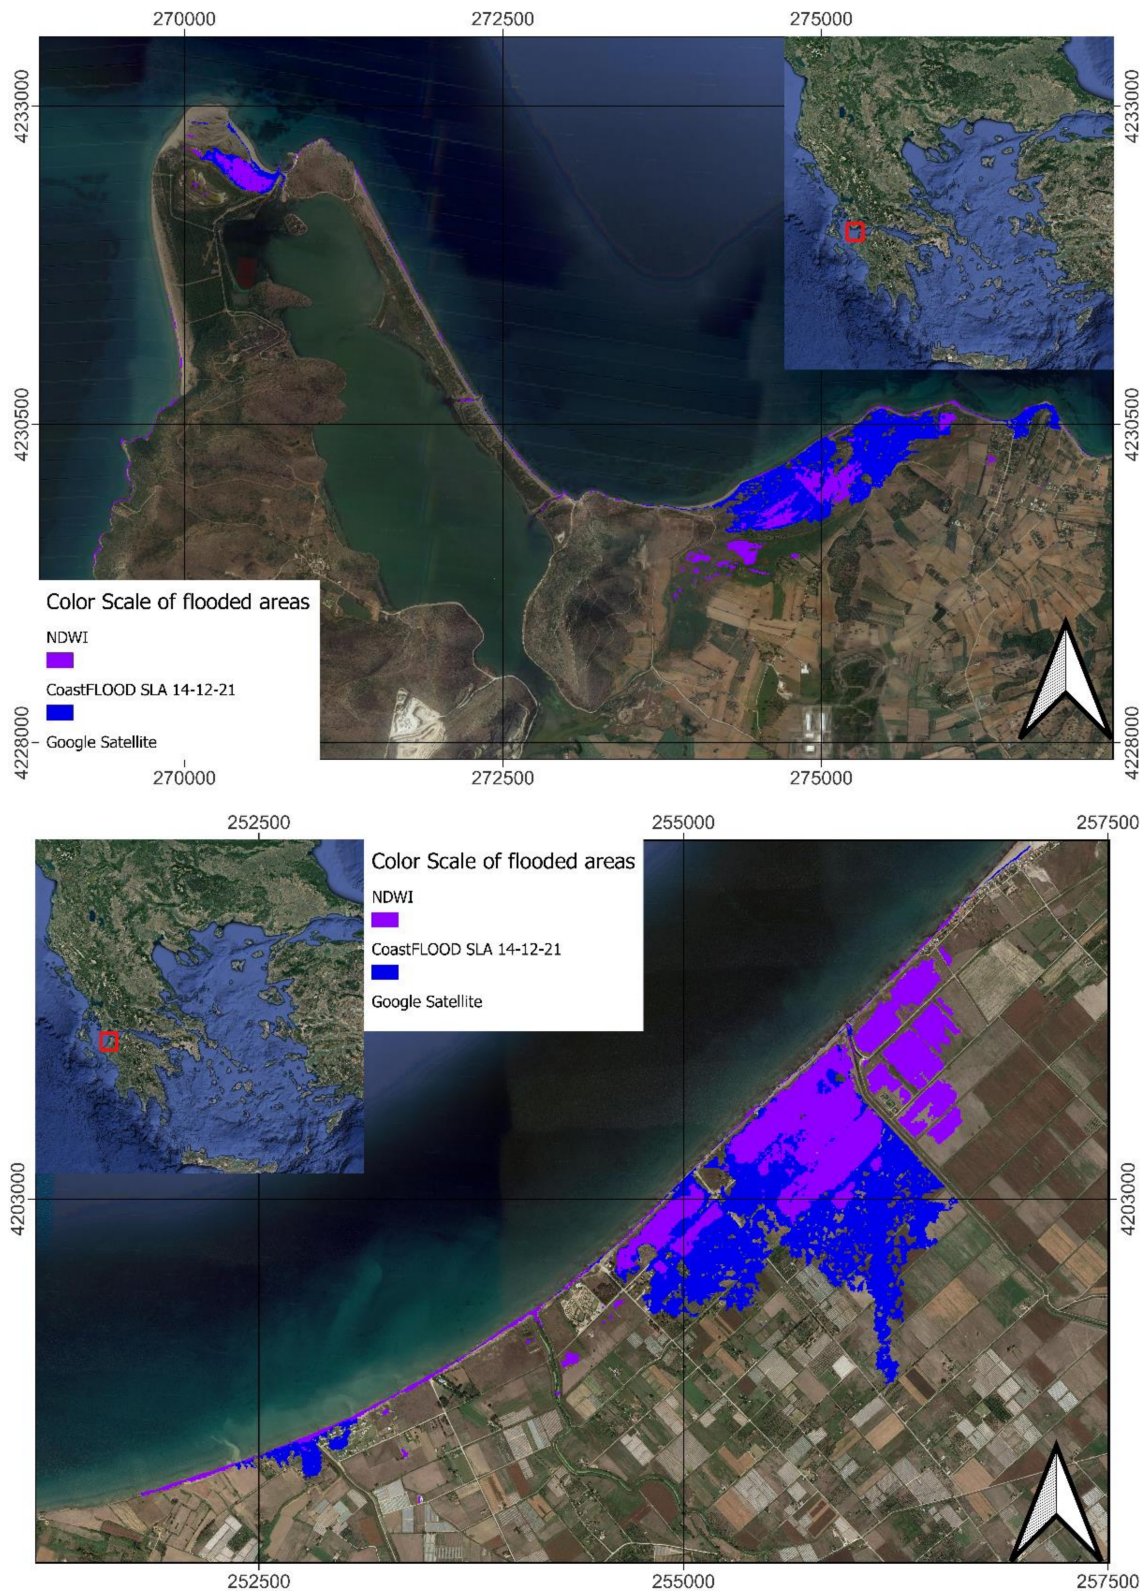 270000 272500 275000
4233000 4233000
4230500 4230500
Color Scale of flooded areas
NDWI
CoastFLOOD SLA 14-12-21
Google Satellite
4228000 4228000
270000 272500 275000
252500 255000 257500
Color Scale of flooded areas
NDWI
CoastFLOOD SLA 14-12-21
Google Satellite
4203000 4203000
252500 255000 257500